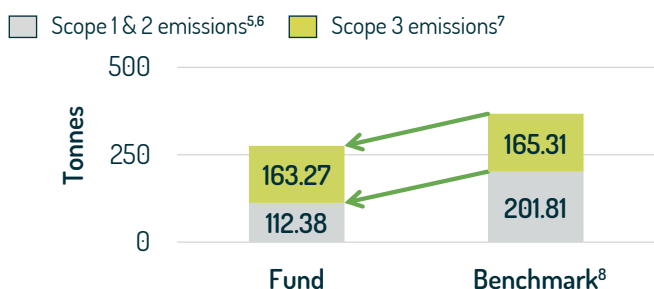 Scope 1 & 2 emissions⁵,⁶ Scope 3 emissions⁷
500
Tonnes
250
0
163.27
112.38
165.31
201.81
Fund Benchmark⁸